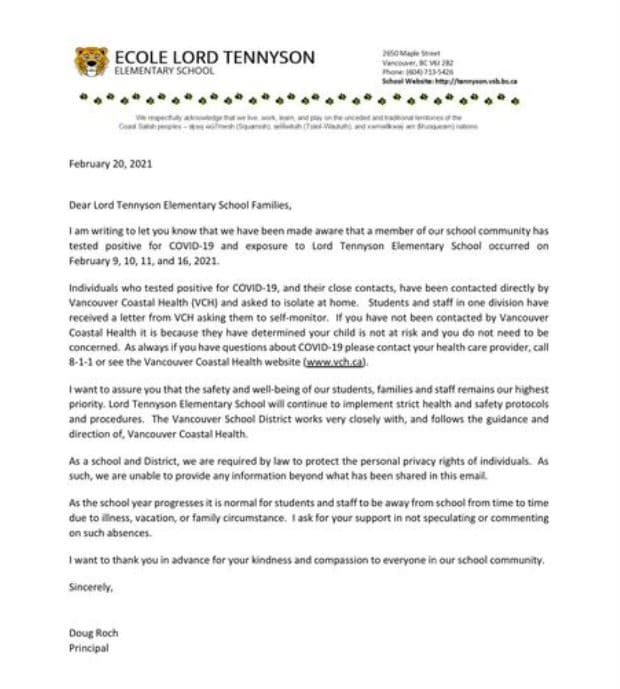 ECOLE LORD TENNYSON
ELEMENTARY SCHOOL
2650 Maple Street
Vancouver, BC V6J 2B2
Phone: (604) 713-5426
School Website: http://tennyson.vsb.bc.ca
We respectfully acknowledge that we live, work, learn, and play on the unceded and traditional territories of the
Coast Salish peoples – (Squamish), (Tsleil-Waututh), and (Musqueam) nations
February 20, 2021
Dear Lord Tennyson Elementary School Families,
I am writing to let you know that we have been made aware that a member of our school community has
tested positive for COVID-19 and exposure to Lord Tennyson Elementary School occurred on
February 9, 10, 11, and 16, 2021.
Individuals who tested positive for COVID-19, and their close contacts, have been contacted directly by
Vancouver Coastal Health (VCH) and asked to isolate at home. Students and staff in one division have
received a letter from VCH asking them to self-monitor. If you have not been contacted by Vancouver
Coastal Health it is because they have determined your child is not at risk and you do not need to be
concerned. As always if you have questions about COVID-19 please contact your health care provider, call
8-1-1 or see the Vancouver Coastal Health website (www.vch.ca).
I want to assure you that the safety and well-being of our students, families and staff remains our highest
priority. Lord Tennyson Elementary School will continue to implement strict health and safety protocols
and procedures. The Vancouver School District works very closely with, and follows the guidance and
direction of, Vancouver Coastal Health.
As a school and District, we are required by law to protect the personal privacy rights of individuals. As
such, we are unable to provide any information beyond what has been shared in this email.
As the school year progresses it is normal for students and staff to be away from school from time to time
due to illness, vacation, or family circumstance. I ask for your support in not speculating or commenting
on such absences.
I want to thank you in advance for your kindness and compassion to everyone in our school community.
Sincerely,
Doug Roch
Principal